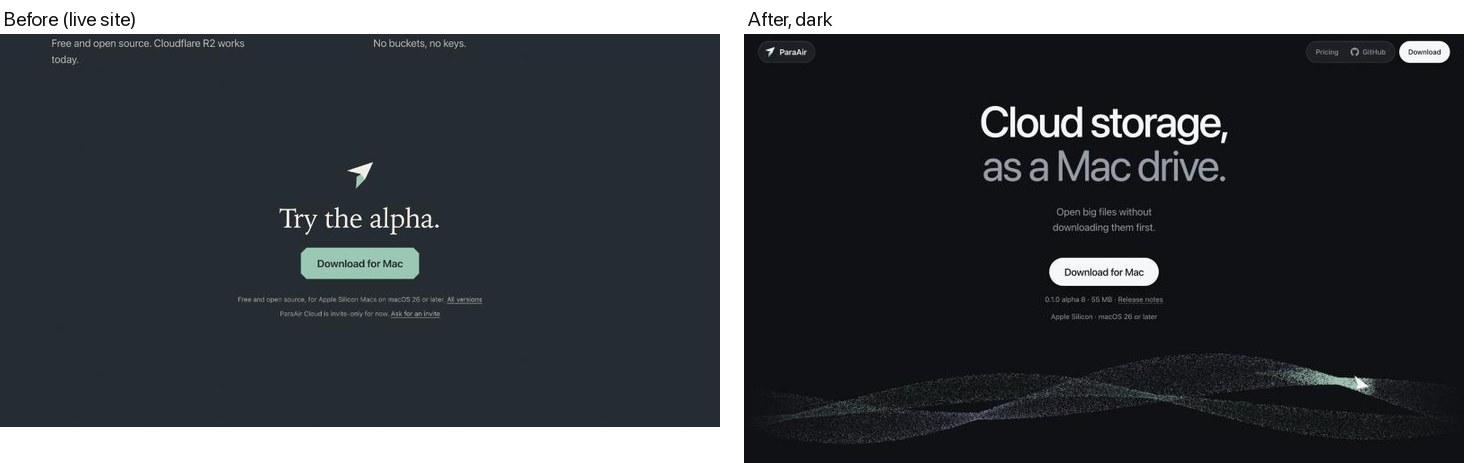 Before (live site)
Free and open source. Cloudflare R2 works
today.
No buckets, no keys.
Try the alpha.
Download for Mac
Free and open source, for Apple Silicon Macs on macOS 26 or later. All versions
ParaAir Cloud is invite-only for now. Ask for an invite
After, dark
ParaAir
Pricing
GitHub
Download
Cloud storage,
as a Mac drive.
Open big files without
downloading them first.
Download for Mac
0.1.0 alpha 8 · 55 MB · Release notes
Apple Silicon · macOS 26 or later